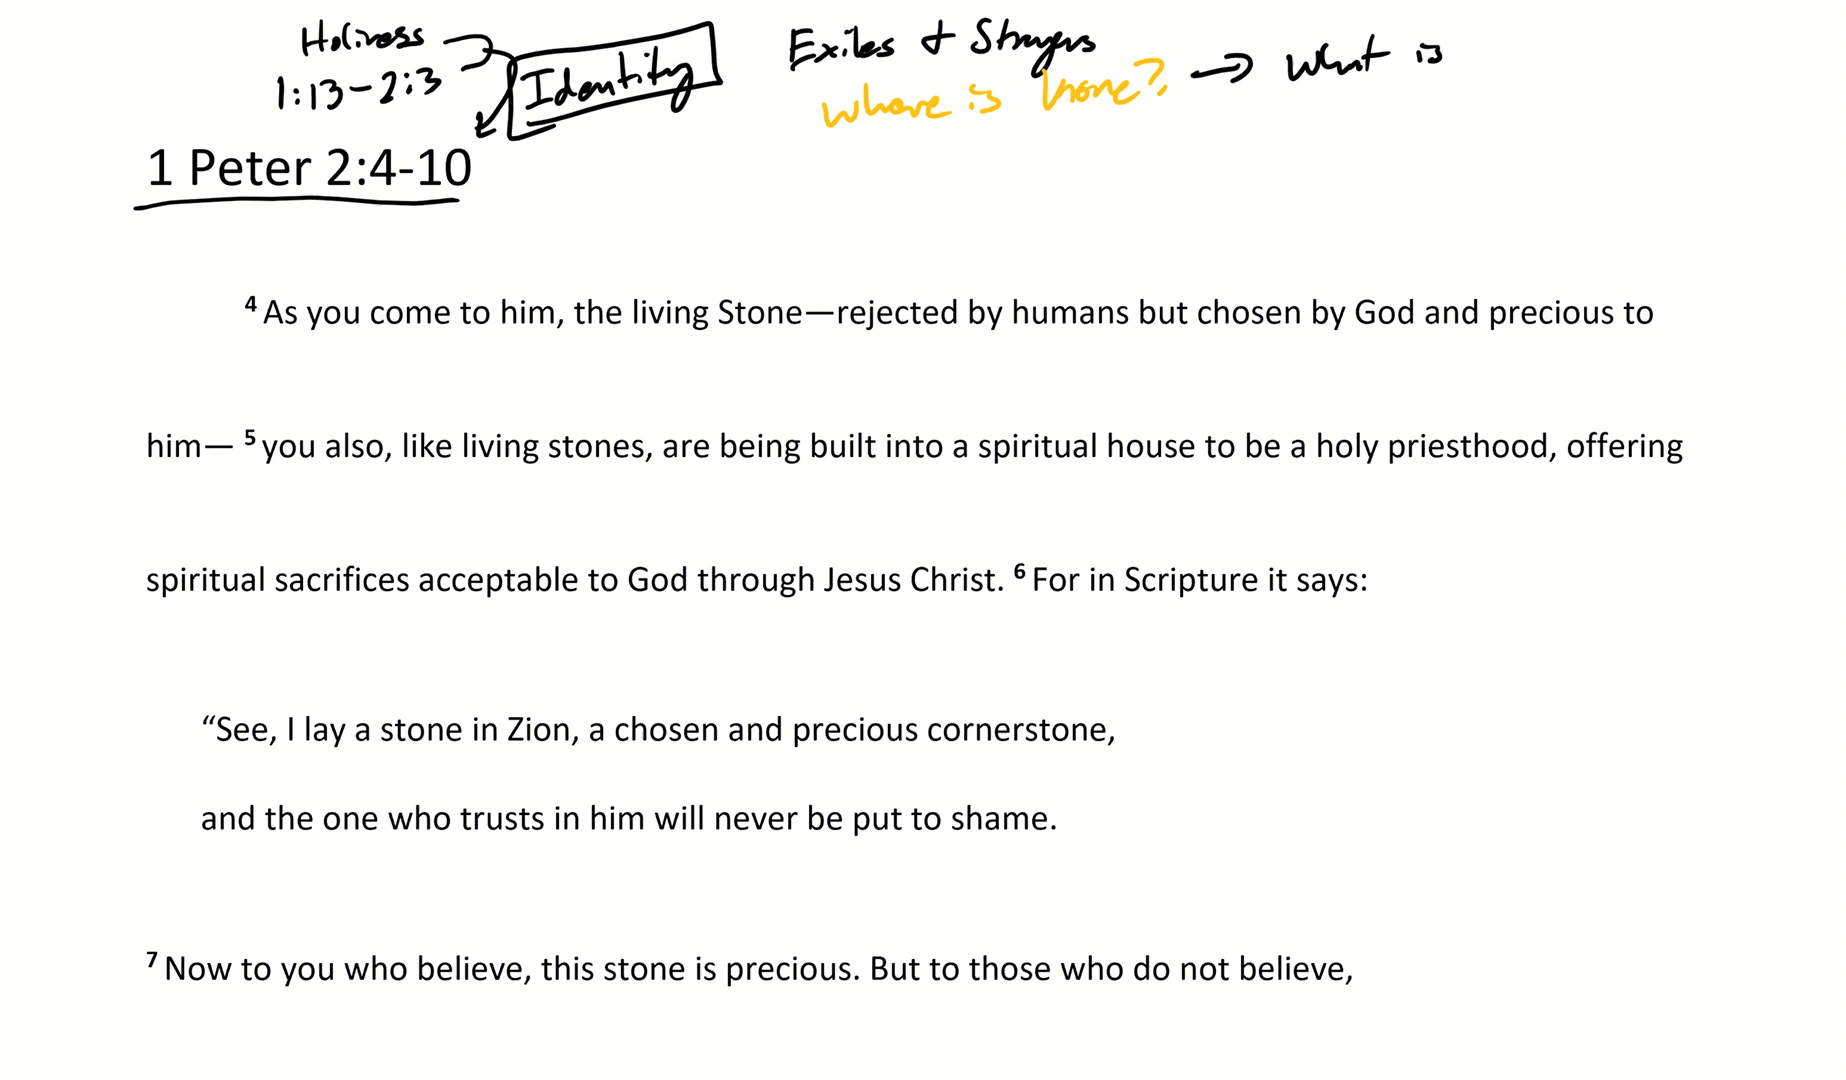 Holiness
1:13-2:3
Identity
Exiles & Strangers
where is home? → what is
1 Peter 2:4-10
4 As you come to him, the living Stone—rejected by humans but chosen by God and precious to
him— 5 you also, like living stones, are being built into a spiritual house to be a holy priesthood, offering
spiritual sacrifices acceptable to God through Jesus Christ. 6 For in Scripture it says:
“See, I lay a stone in Zion, a chosen and precious cornerstone,
and the one who trusts in him will never be put to shame.
7 Now to you who believe, this stone is precious. But to those who do not believe,